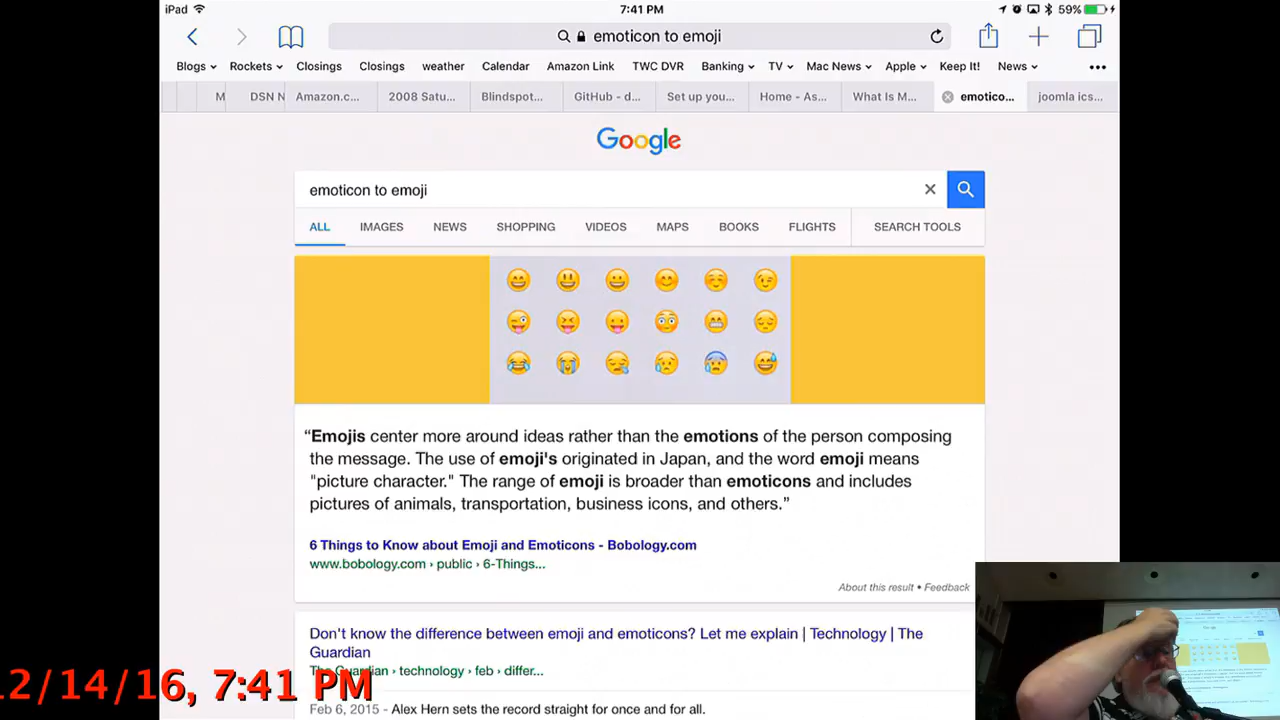 iPad 7:41 PM 59%
emoticon to emoji
Blogs Rockets Closings Closings weather Calendar Amazon Link TWC DVR Banking TV Mac News Apple Keep It! News •••
M DSN N Amazon.c... 2008 Satu... Blindspot... GitHub - d... Set up you... Home - As... What Is M... emotico... joomla ics...
Google
emoticon to emoji
ALL IMAGES NEWS SHOPPING VIDEOS MAPS BOOKS FLIGHTS SEARCH TOOLS
“Emojis center more around ideas rather than the emotions of the person composing
the message. The use of emoji's originated in Japan, and the word emoji means
"picture character." The range of emoji is broader than emoticons and includes
pictures of animals, transportation, business icons, and others.”
6 Things to Know about Emoji and Emoticons - Bobology.com
www.bobology.com › public › 6-Things...
About this result • Feedback
Don't know the difference between emoji and emoticons? Let me explain | Technology | The
Guardian
The Guardian › technology › feb › differ...
Feb 6, 2015 - Alex Hern sets the record straight for once and for all.
12/14/16, 7:41 PM